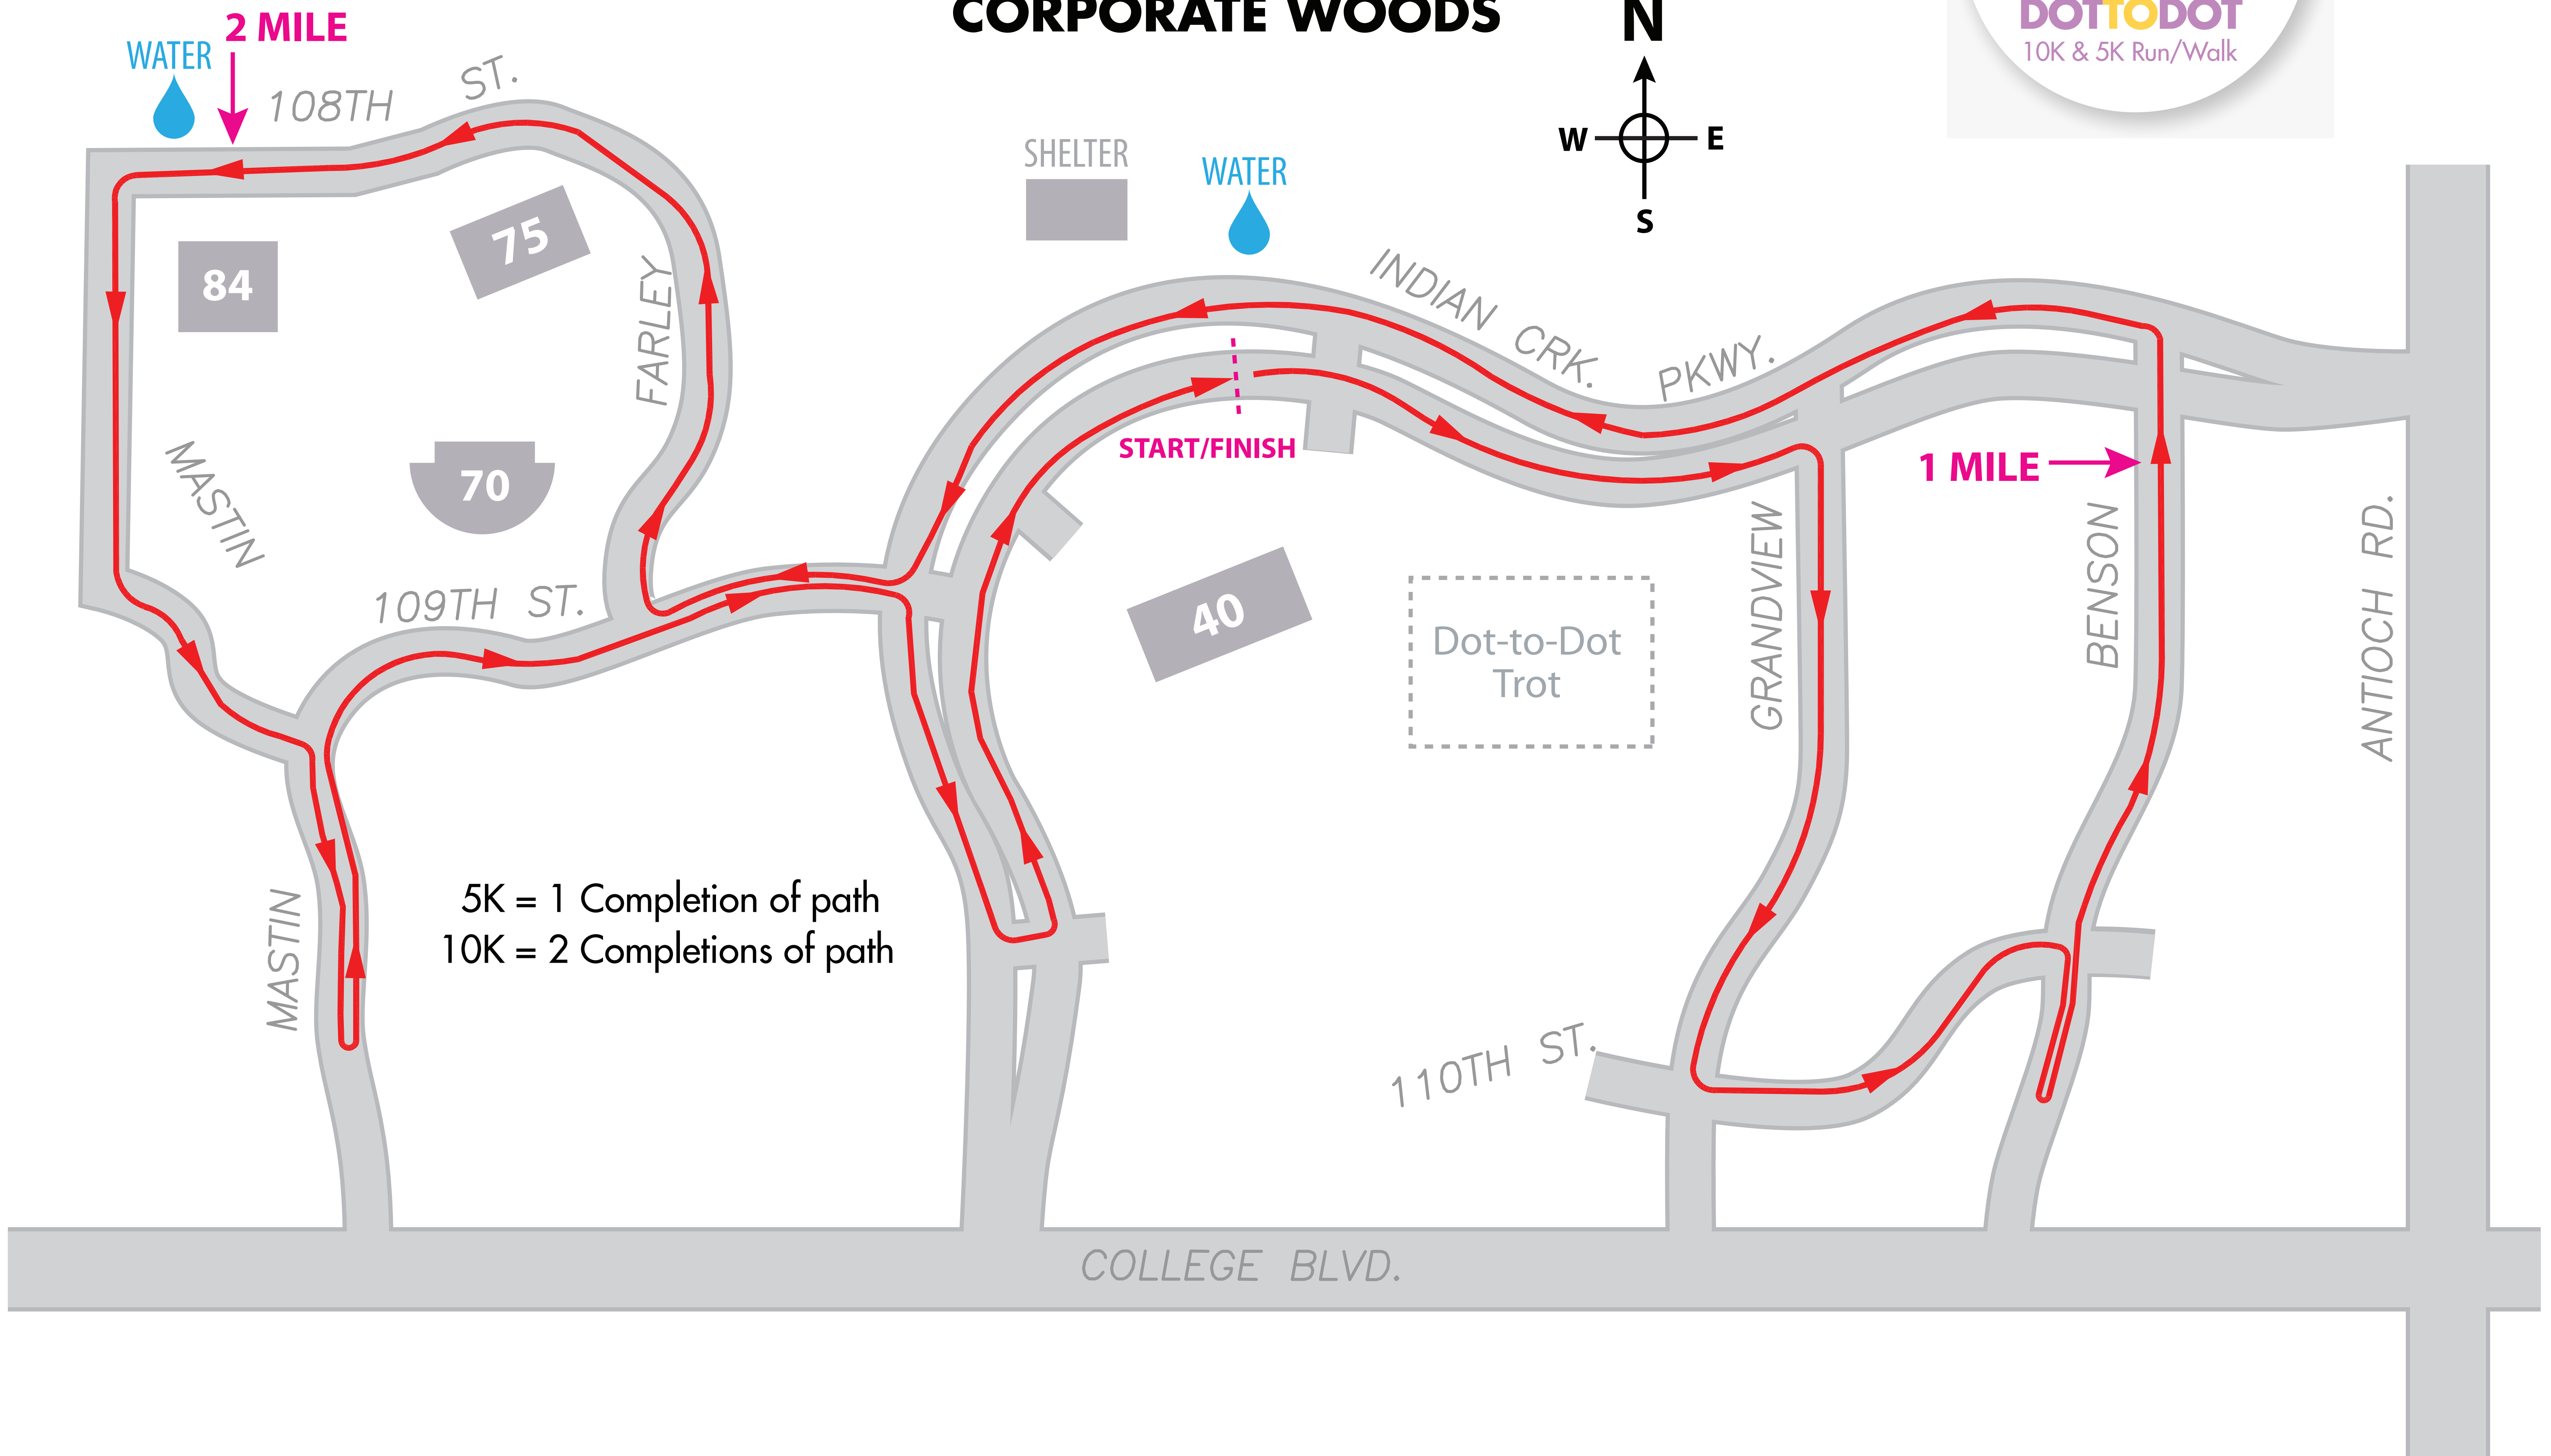 CORPORATE WOODS
N
DOTTODOT
10K & 5K Run/Walk
2 MILE
WATER
108TH ST.
W
E
S
SHELTER
WATER
75
84
FARLEY
INDIAN CRK. PKWY.
START/FINISH
1 MILE
MASTIN
70
109TH ST.
40
Dot-to-Dot
Trot
GRANDVIEW
BENSON
ANTIOCH RD.
MASTIN
5K = 1 Completion of path
10K = 2 Completions of path
110TH ST.
COLLEGE BLVD.